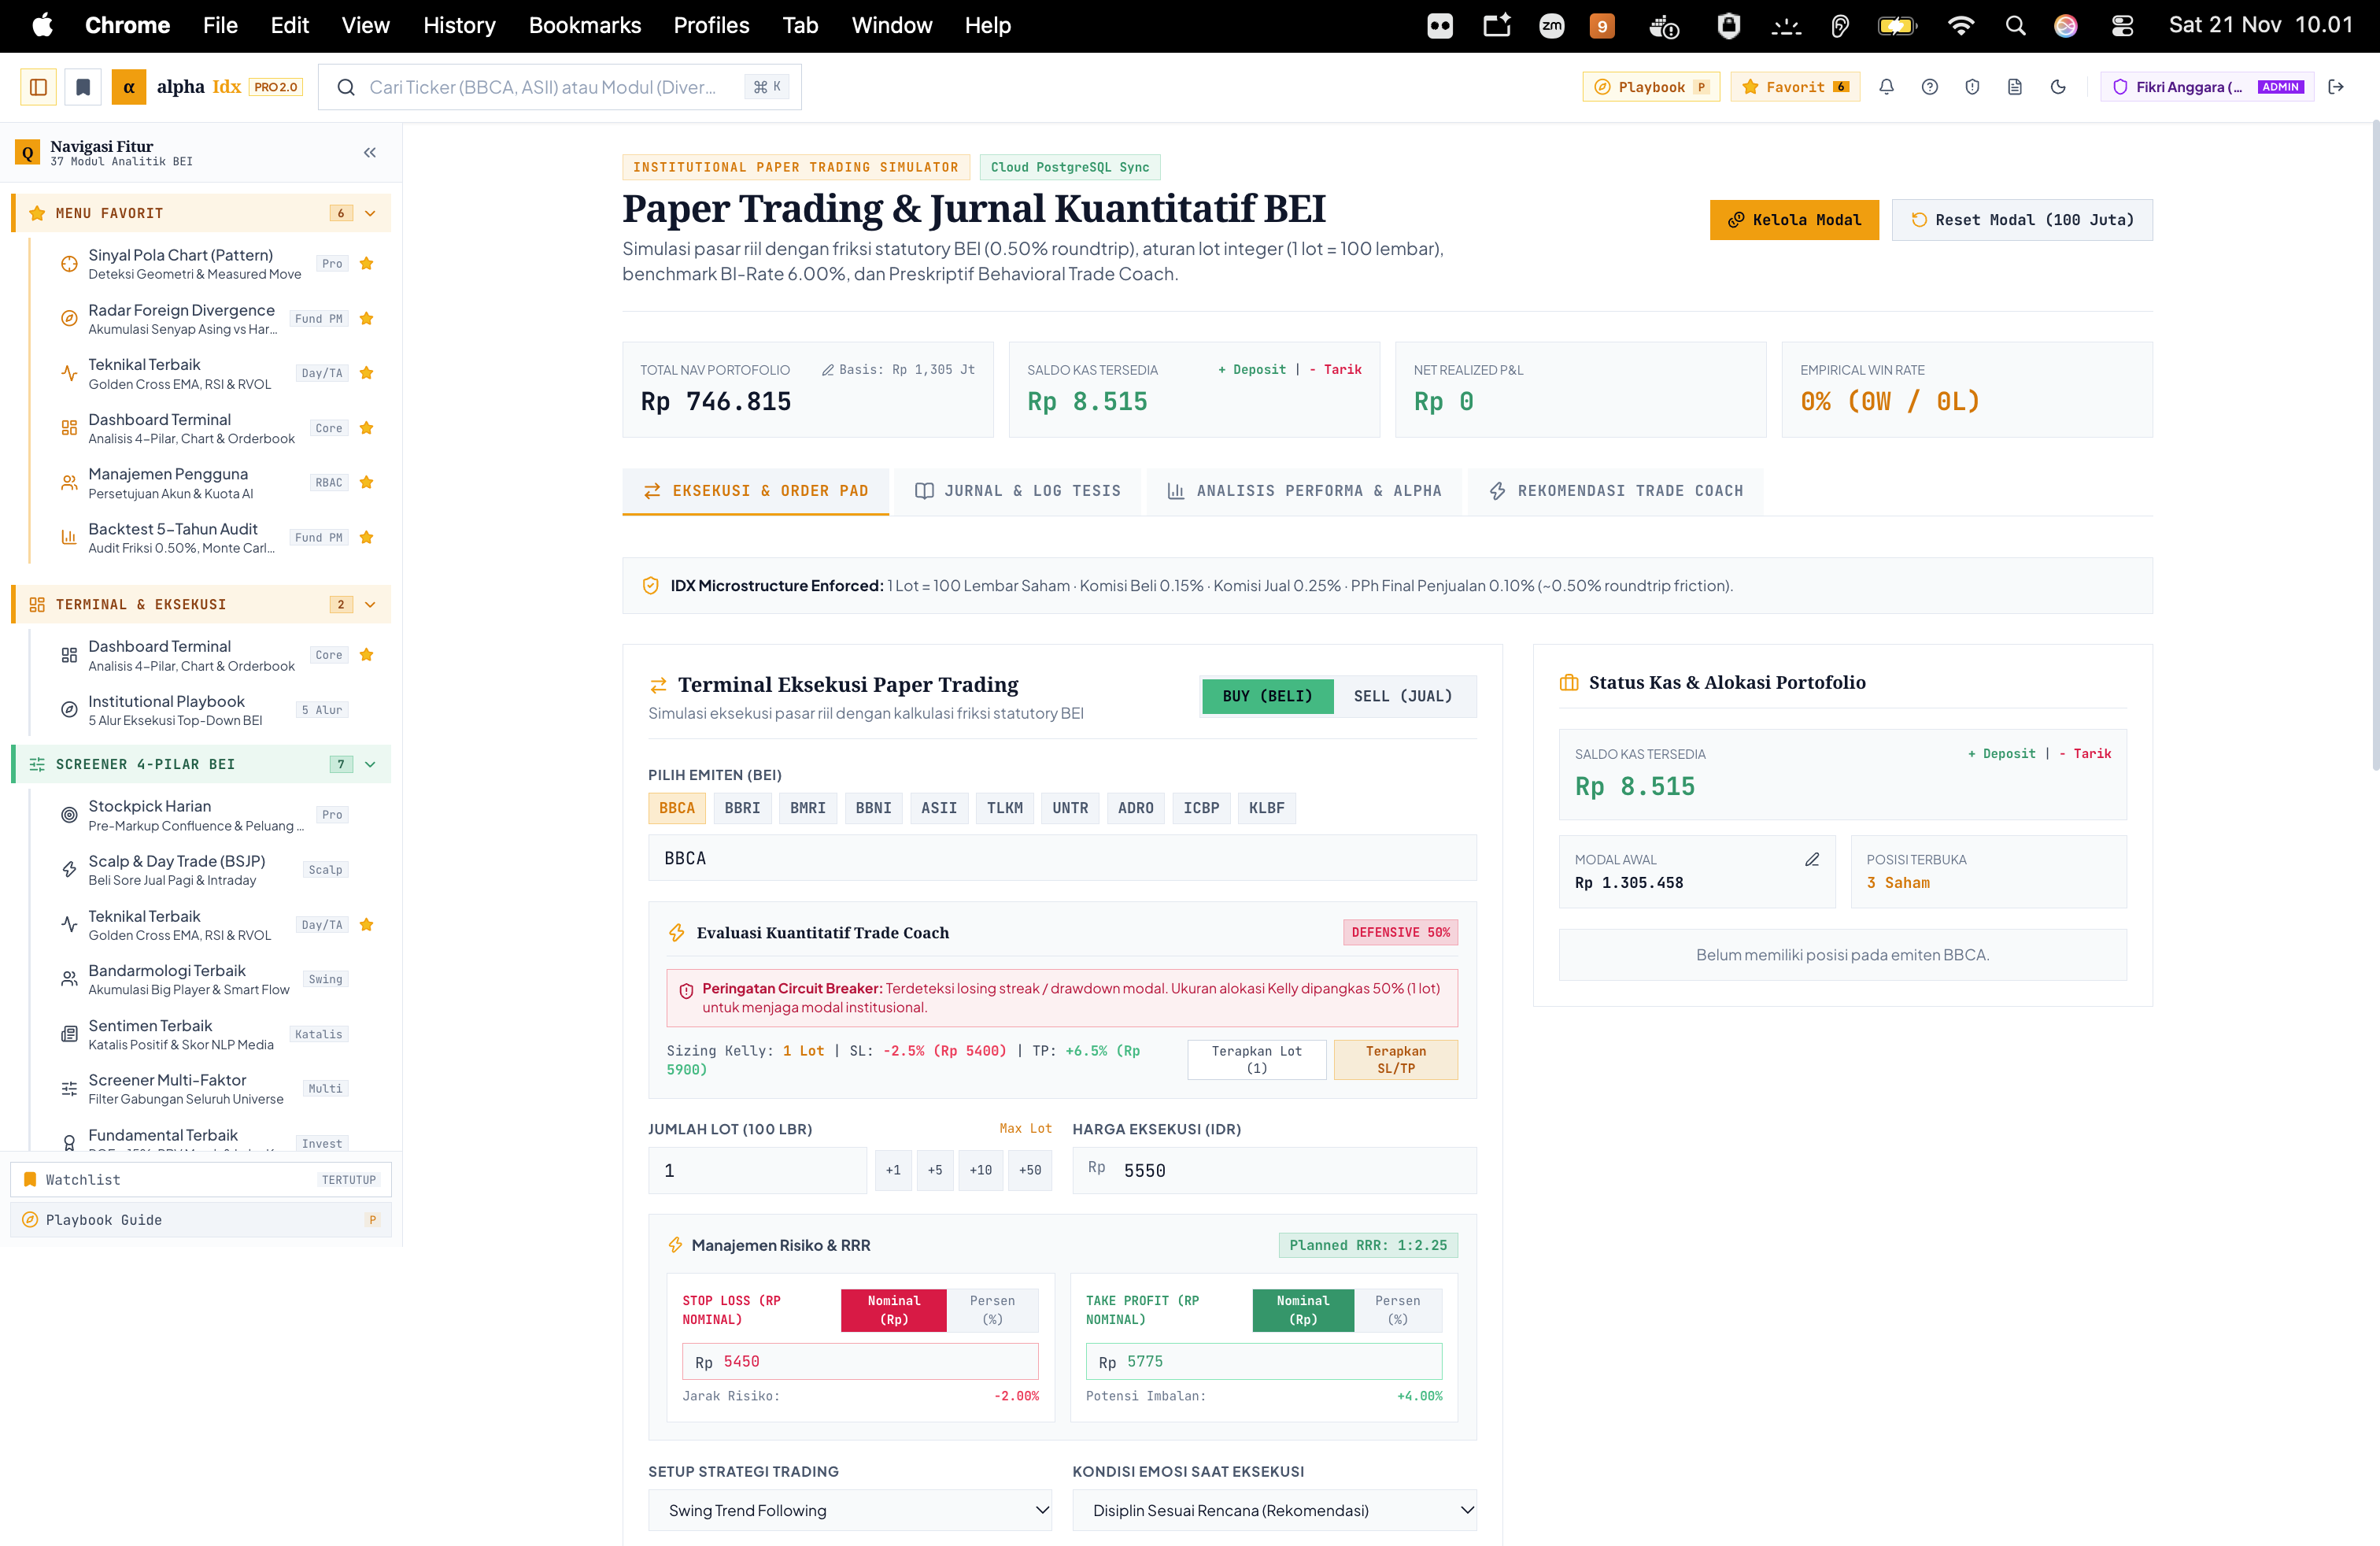 Chrome File Edit View History Bookmarks Profiles Tab Window Help
zm 9 Sat 21 Nov 10.01
α alpha Idx PRO 2.0
Cari Ticker (BBCA, ASII) atau Modul (Diver... ⌘ K
Playbook P
Favorit 6
Fikri Anggara (... ADMIN
Q Navigasi Fitur
37 Modul Analitik BEI
MENU FAVORIT 6
Sinyal Pola Chart (Pattern) Pro
Deteksi Geometri & Measured Move
Radar Foreign Divergence Fund PM
Akumulasi Senyap Asing vs Har...
Teknikal Terbaik Day/TA
Golden Cross EMA, RSI & RVOL
Dashboard Terminal Core
Analisis 4-Pilar, Chart & Orderbook
Manajemen Pengguna RBAC
Persetujuan Akun & Kuota AI
Backtest 5-Tahun Audit Fund PM
Audit Friksi 0.50%, Monte Carl...
TERMINAL & EKSEKUSI 2
Dashboard Terminal Core
Analisis 4-Pilar, Chart & Orderbook
Institutional Playbook 5 Alur
5 Alur Eksekusi Top-Down BEI
SCREENER 4-PILAR BEI 7
Stockpick Harian Pro
Pre-Markup Confluence & Peluang ...
Scalp & Day Trade (BSJP) Scalp
Beli Sore Jual Pagi & Intraday
Teknikal Terbaik Day/TA
Golden Cross EMA, RSI & RVOL
Bandarmologi Terbaik Swing
Akumulasi Big Player & Smart Flow
Sentimen Terbaik Katalis
Katalis Positif & Skor NLP Media
Screener Multi-Faktor Multi
Filter Gabungan Seluruh Universe
Fundamental Terbaik Invest
Watchlist TERTUTUP
Playbook Guide P
INSTITUTIONAL PAPER TRADING SIMULATOR
Cloud PostgreSQL Sync
Paper Trading & Jurnal Kuantitatif BEI
Simulasi pasar riil dengan friksi statutory BEI (0.50% roundtrip), aturan lot integer (1 lot = 100 lembar),
benchmark BI-Rate 6.00%, dan Preskriptif Behavioral Trade Coach.
Kelola Modal
Reset Modal (100 Juta)
TOTAL NAV PORTOFOLIO Basis: Rp 1,305 Jt
Rp 746.815
SALDO KAS TERSEDIA + Deposit | - Tarik
Rp 8.515
NET REALIZED P&L
Rp 0
EMPIRICAL WIN RATE
0% (0W / 0L)
EKSEKUSI & ORDER PAD
JURNAL & LOG TESIS
ANALISIS PERFORMA & ALPHA
REKOMENDASI TRADE COACH
IDX Microstructure Enforced: 1 Lot = 100 Lembar Saham · Komisi Beli 0.15% · Komisi Jual 0.25% · PPh Final Penjualan 0.10% (~0.50% roundtrip friction).
Terminal Eksekusi Paper Trading
Simulasi eksekusi pasar riil dengan kalkulasi friksi statutory BEI
BUY (BELI) SELL (JUAL)
PILIH EMITEN (BEI)
BBCA BBRI BMRI BBNI ASII TLKM UNTR ADRO ICBP KLBF
BBCA
Evaluasi Kuantitatif Trade Coach DEFENSIVE 50%
Peringatan Circuit Breaker: Terdeteksi losing streak / drawdown modal. Ukuran alokasi Kelly dipangkas 50% (1 lot)
untuk menjaga modal institusional.
Sizing Kelly: 1 Lot | SL: -2.5% (Rp 5400) | TP: +6.5% (Rp
5900)
Terapkan Lot
(1)
Terapkan
SL/TP
JUMLAH LOT (100 LBR) Max Lot
1 +1 +5 +10 +50
HARGA EKSEKUSI (IDR)
Rp 5550
Manajemen Risiko & RRR Planned RRR: 1:2.25
STOP LOSS (RP
NOMINAL)
Nominal
(Rp)
Persen
(%)
Rp 5450
Jarak Risiko: -2.00%
TAKE PROFIT (RP
NOMINAL)
Nominal
(Rp)
Persen
(%)
Rp 5775
Potensi Imbalan: +4.00%
SETUP STRATEGI TRADING
Swing Trend Following
KONDISI EMOSI SAAT EKSEKUSI
Disiplin Sesuai Rencana (Rekomendasi)
Status Kas & Alokasi Portofolio
SALDO KAS TERSEDIA + Deposit | - Tarik
Rp 8.515
MODAL AWAL
Rp 1.305.458
POSISI TERBUKA
3 Saham
Belum memiliki posisi pada emiten BBCA.